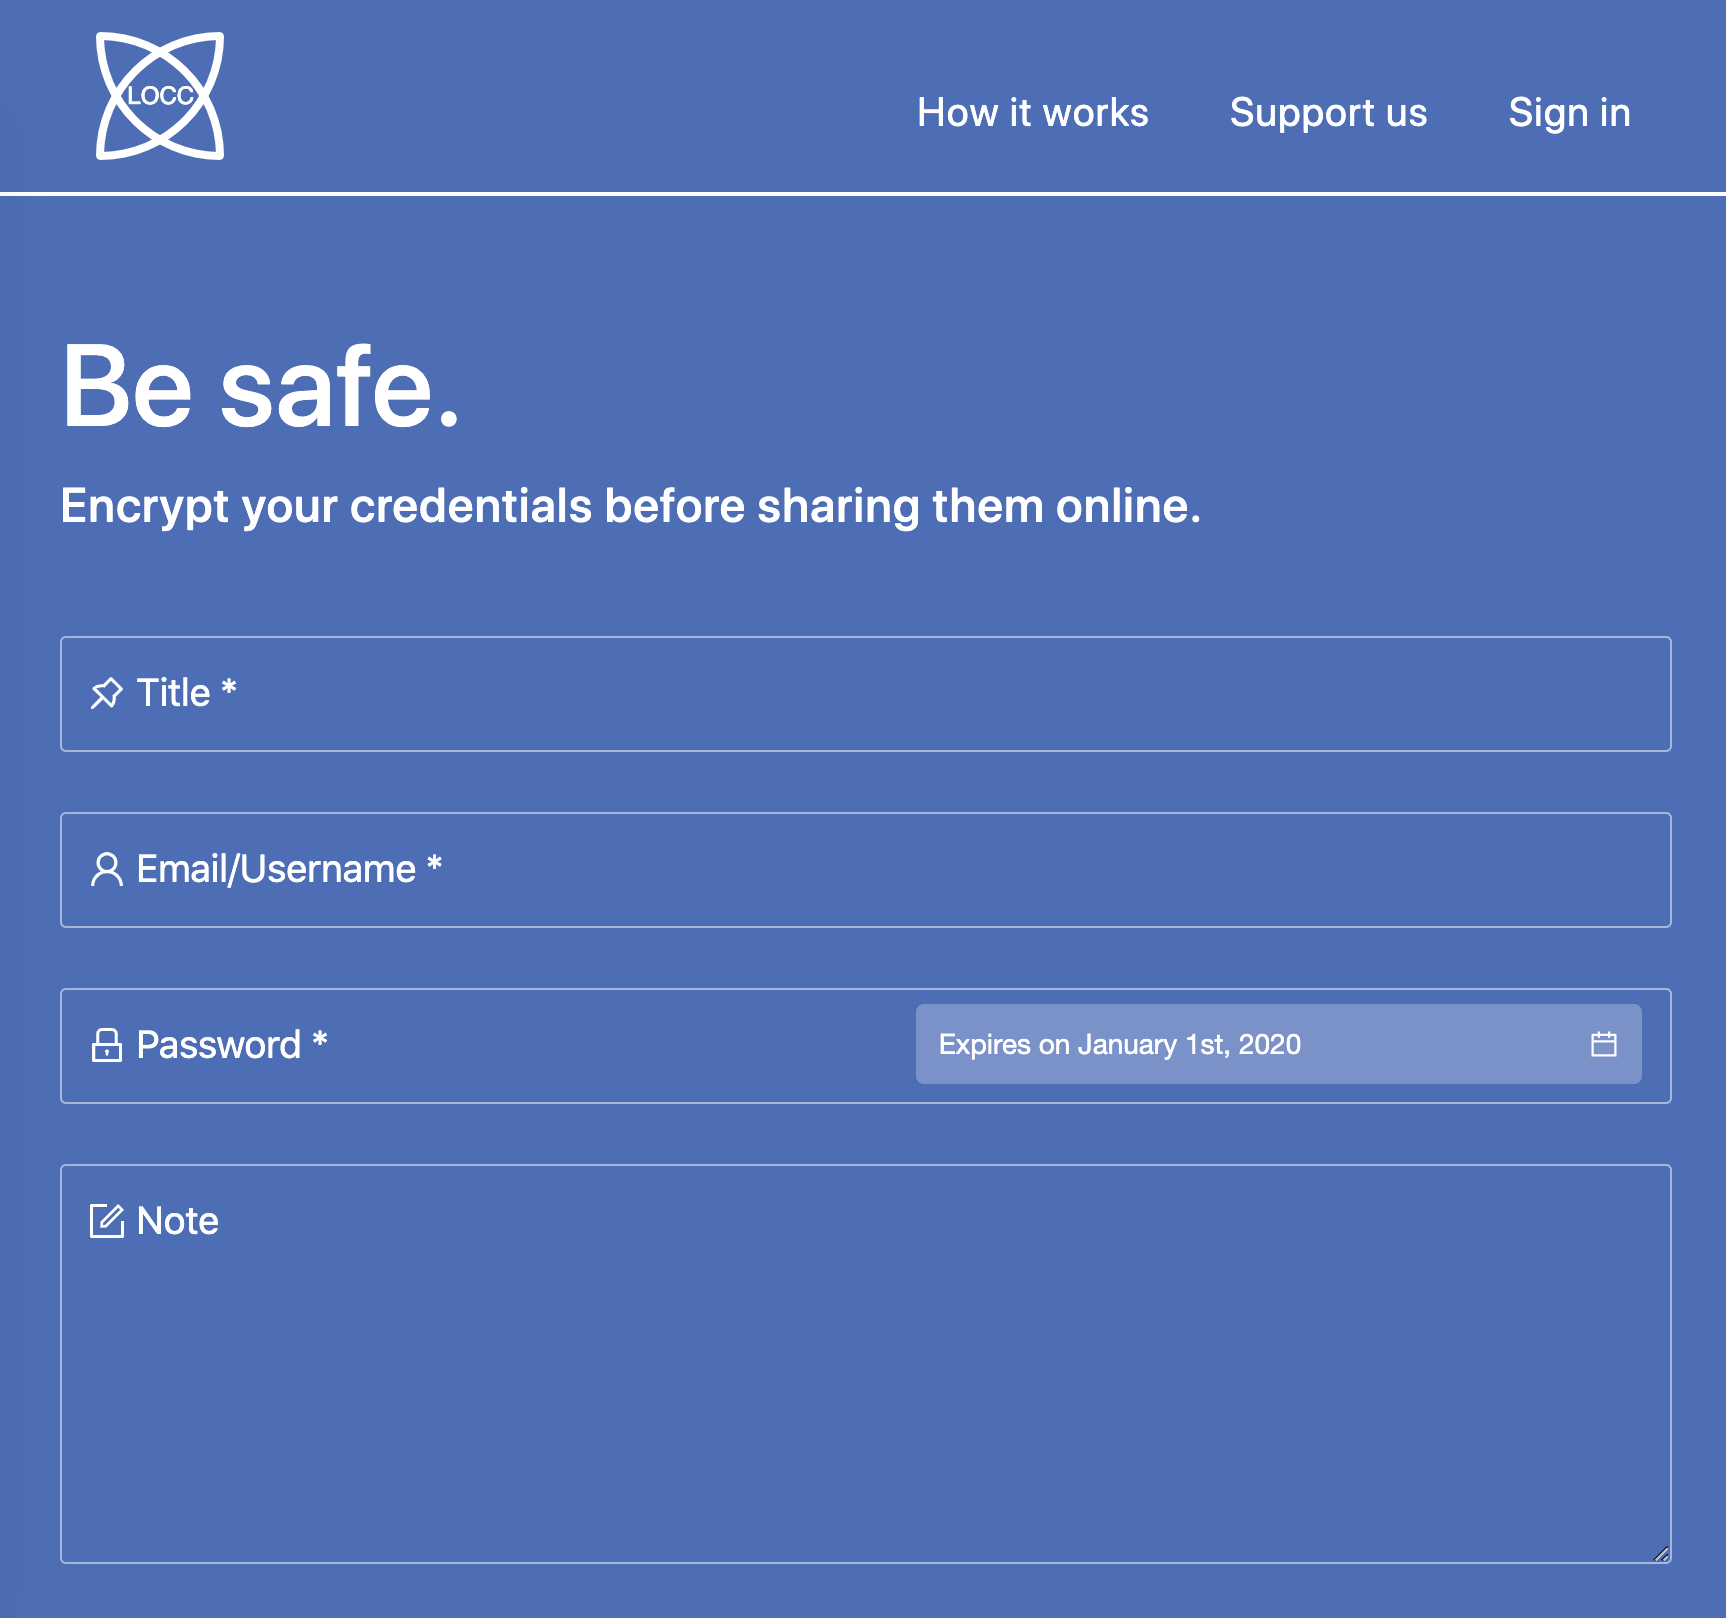 LOCC
How it works
Support us
Sign in
Be safe.
Encrypt your credentials before sharing them online.
Title *
Email/Username *
Password *
Expires on January 1st, 2020
Note